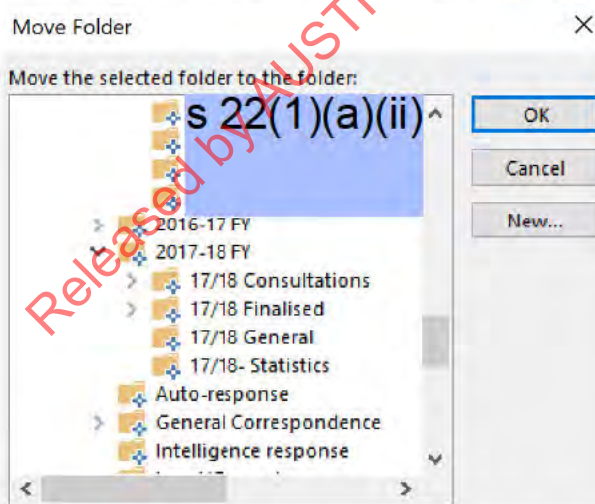 Move Folder
Move the selected folder to the folder:
s 22(1)(a)(ii)
OK
Cancel
New...
2016-17 FY
2017-18 FY
17/18 Consultations
17/18 Finalised
17/18 General
17/18- Statistics
Auto-response
General Correspondence
Intelligence response
Released by AUSTR